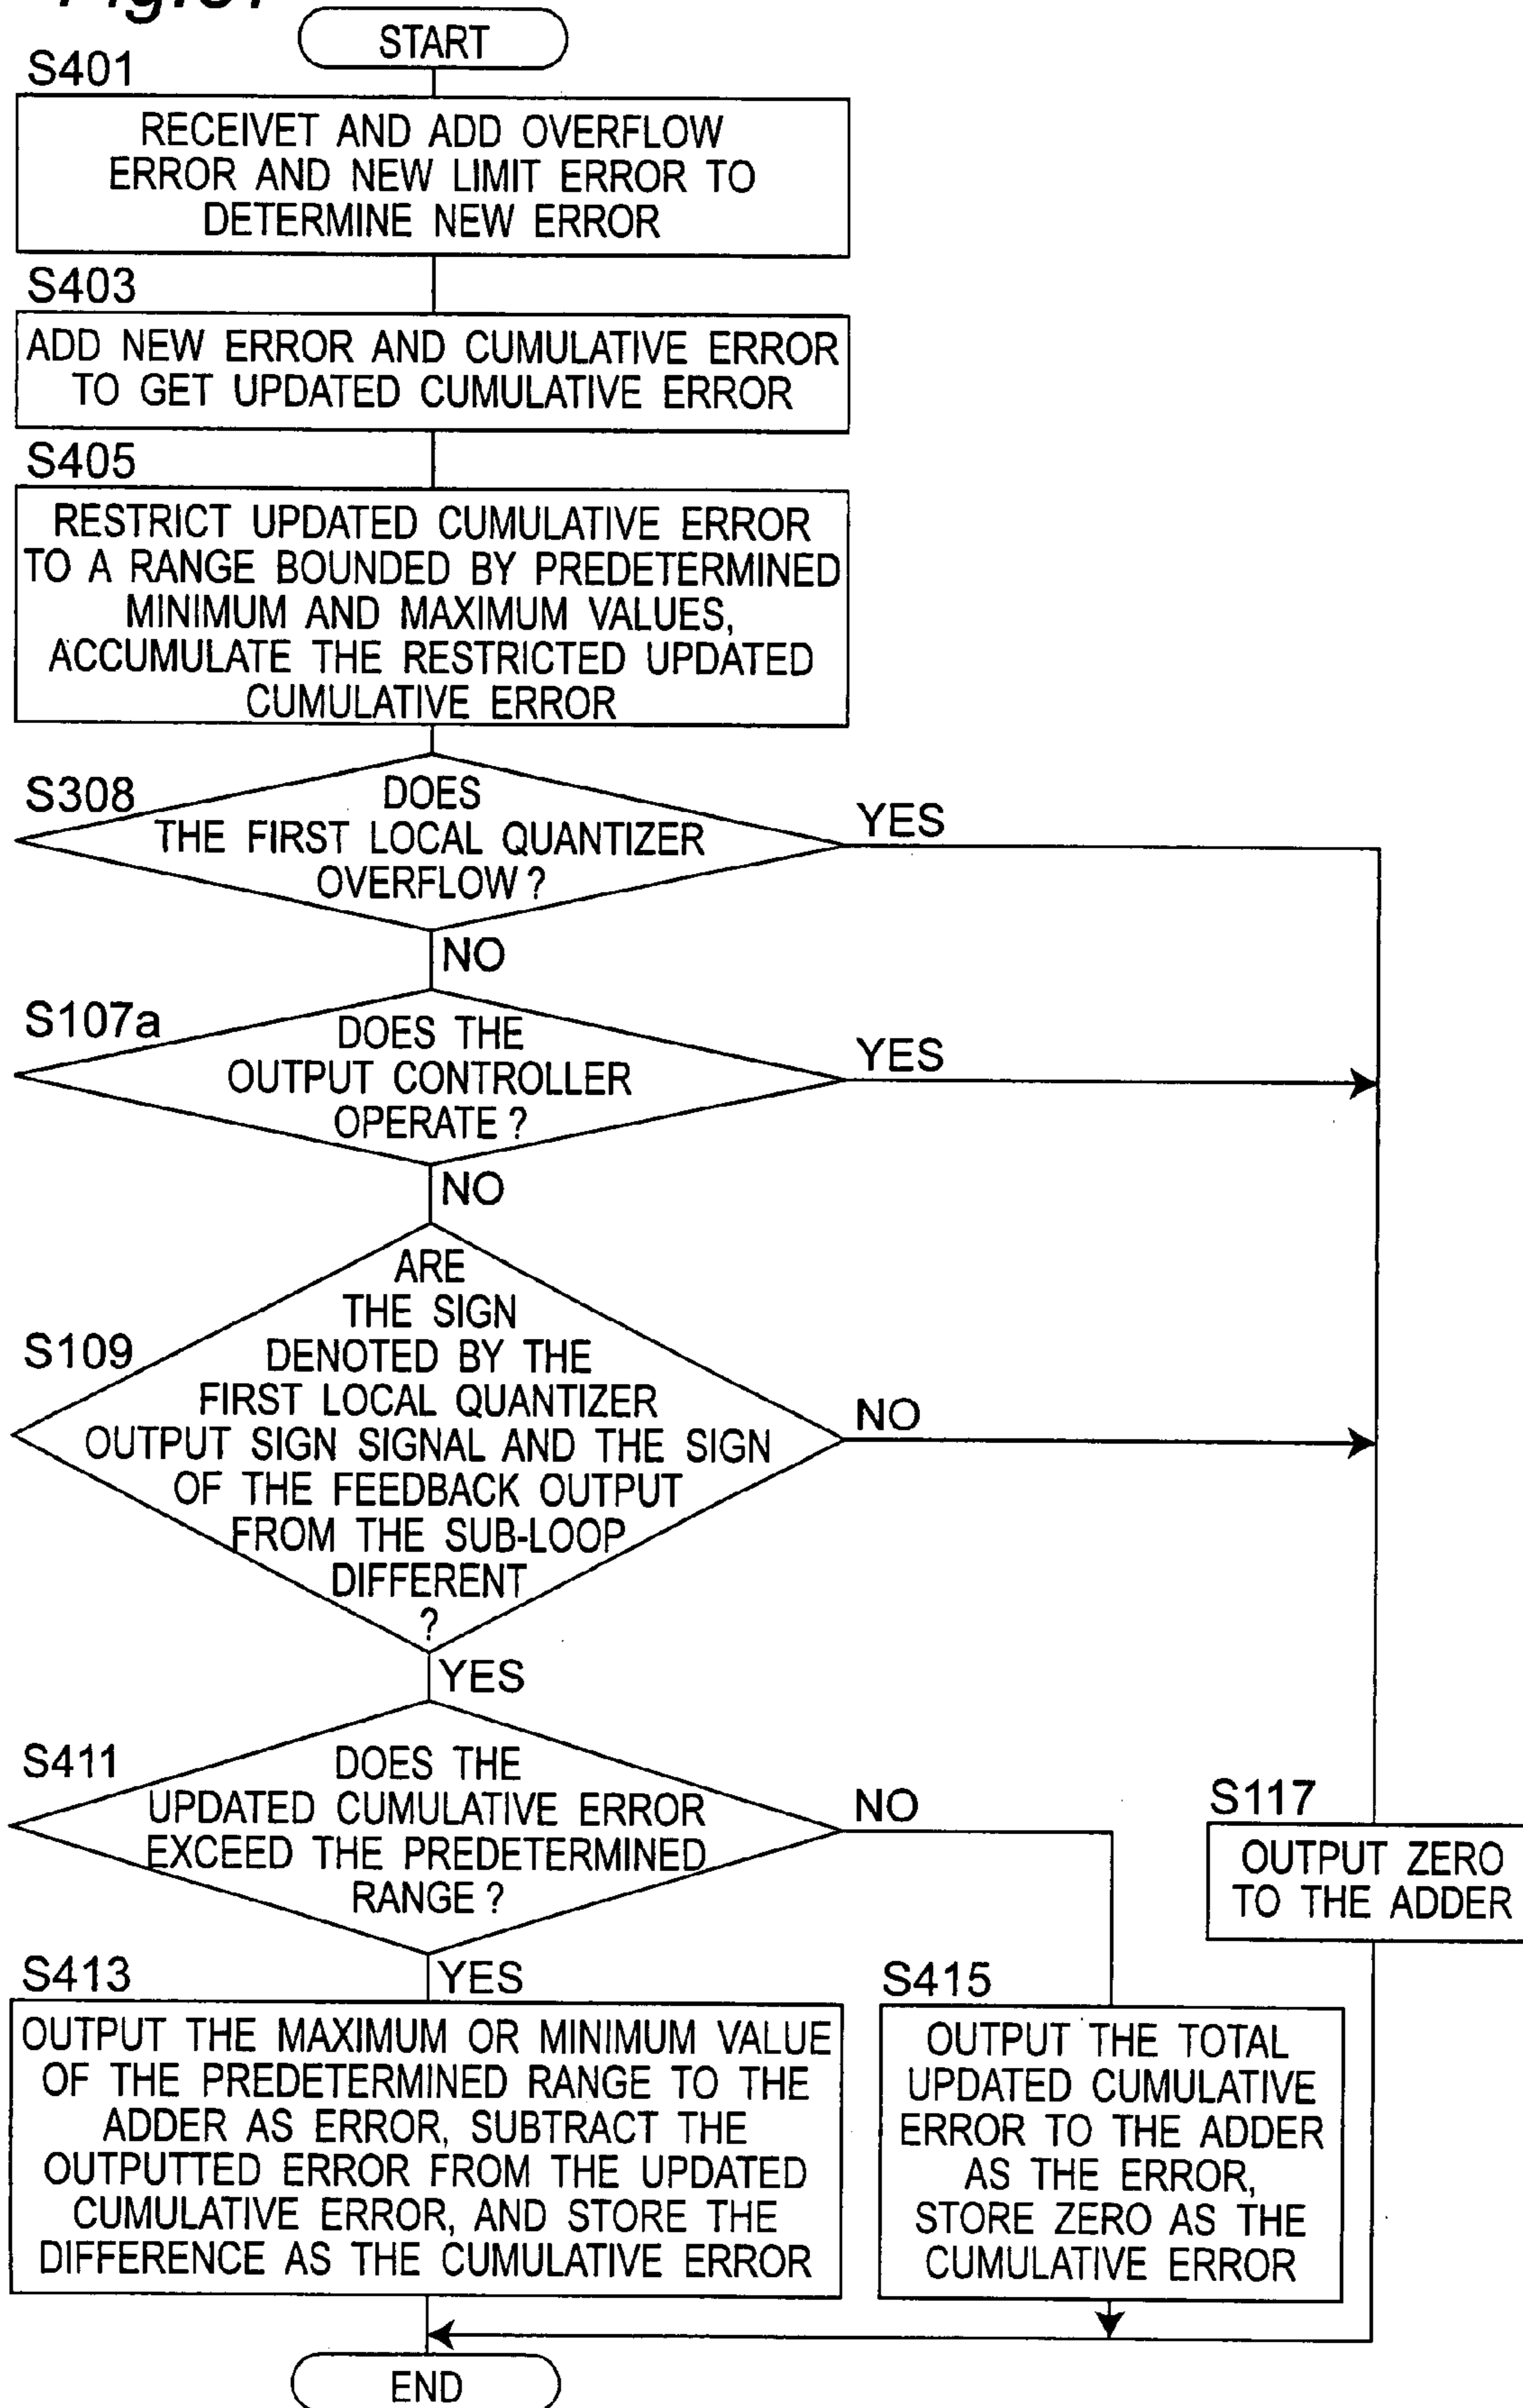 START
S401
RECEIVET AND ADD OVERFLOW
ERROR AND NEW LIMIT ERROR TO
DETERMINE NEW ERROR
S403
ADD NEW ERROR AND CUMULATIVE ERROR
TO GET UPDATED CUMULATIVE ERROR
S405
RESTRICT UPDATED CUMULATIVE ERROR
TO A RANGE BOUNDED BY PREDETERMINED
MINIMUM AND MAXIMUM VALUES,
ACCUMULATE THE RESTRICTED UPDATED
CUMULATIVE ERROR
S308
DOES
THE FIRST LOCAL QUANTIZER
OVERFLOW ?
YES
NO
S107a
DOES THE
OUTPUT CONTROLLER
OPERATE ?
YES
NO
S109
ARE
THE SIGN
DENOTED BY THE
FIRST LOCAL QUANTIZER
OUTPUT SIGN SIGNAL AND THE SIGN
OF THE FEEDBACK OUTPUT
FROM THE SUB-LOOP
DIFFERENT
?
NO
YES
S411
DOES THE
UPDATED CUMULATIVE ERROR
EXCEED THE PREDETERMINED
RANGE ?
NO
YES
S117
OUTPUT ZERO
TO THE ADDER
S413
OUTPUT THE MAXIMUM OR MINIMUM VALUE
OF THE PREDETERMINED RANGE TO THE
ADDER AS ERROR, SUBTRACT THE
OUTPUTTED ERROR FROM THE UPDATED
CUMULATIVE ERROR, AND STORE THE
DIFFERENCE AS THE CUMULATIVE ERROR
S415
OUTPUT THE TOTAL
UPDATED CUMULATIVE
ERROR TO THE ADDER
AS THE ERROR,
STORE ZERO AS THE
CUMULATIVE ERROR
END